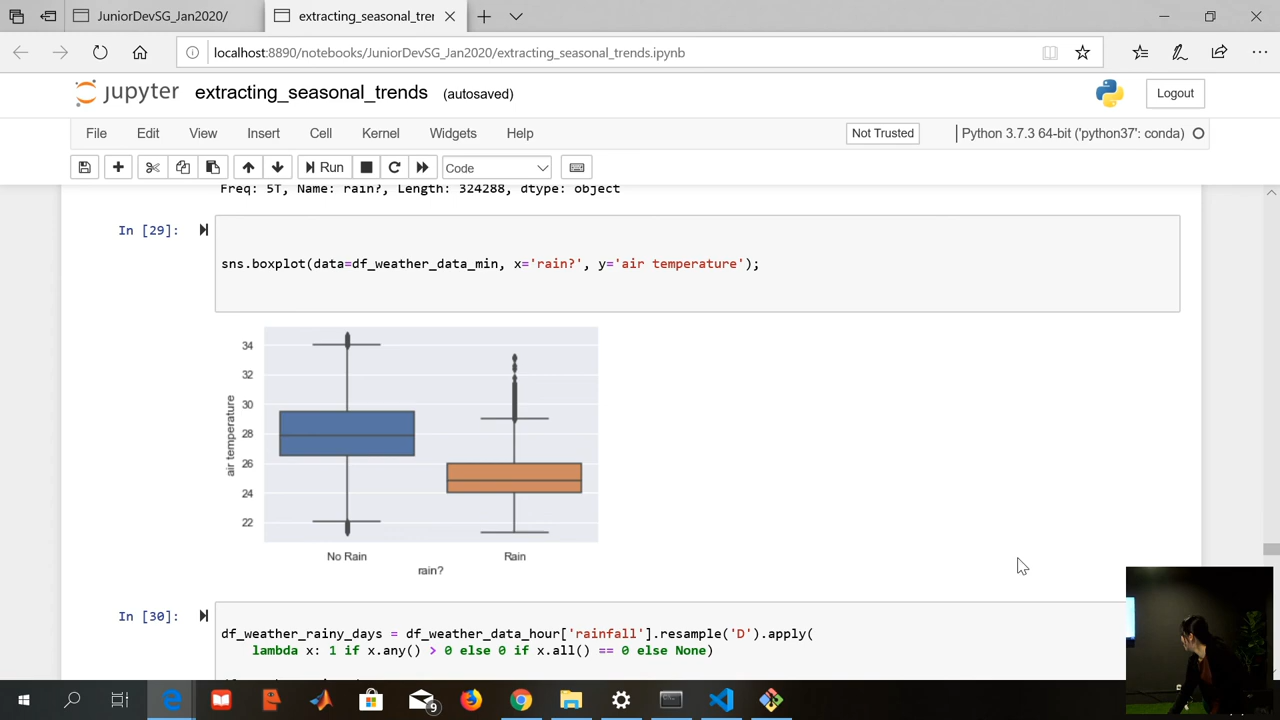 JuniorDevSG_Jan2020/
extracting_seasonal_trer
localhost:8890/notebooks/JuniorDevSG_Jan2020/extracting_seasonal_trends.ipynb
jupyter extracting_seasonal_trends (autosaved)
Logout
File Edit View Insert Cell Kernel Widgets Help
Not Trusted
Python 3.7.3 64-bit ('python37': conda)
Run
Code
Freq: 5T, Name: rain?, Length: 324288, dtype: object
In [29]:
sns.boxplot(data=df_weather_data_min, x='rain?', y='air temperature');
34
32
30
28
26
24
22
air temperature
No Rain Rain
rain?
In [30]:
df_weather_rainy_days = df_weather_data_hour['rainfall'].resample('D').apply(
lambda x: 1 if x.any() > 0 else 0 if x.all() == 0 else None)
9